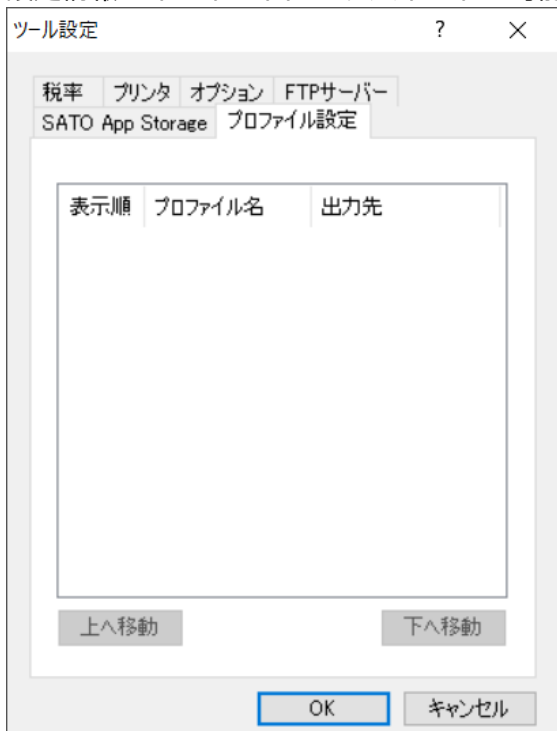 ツール設定 ? ×
税率 プリンタ オプション FTPサーバー
SATO App Storage プロファイル設定
表示順 プロファイル名 出力先
上へ移動 下へ移動
OK キャンセル